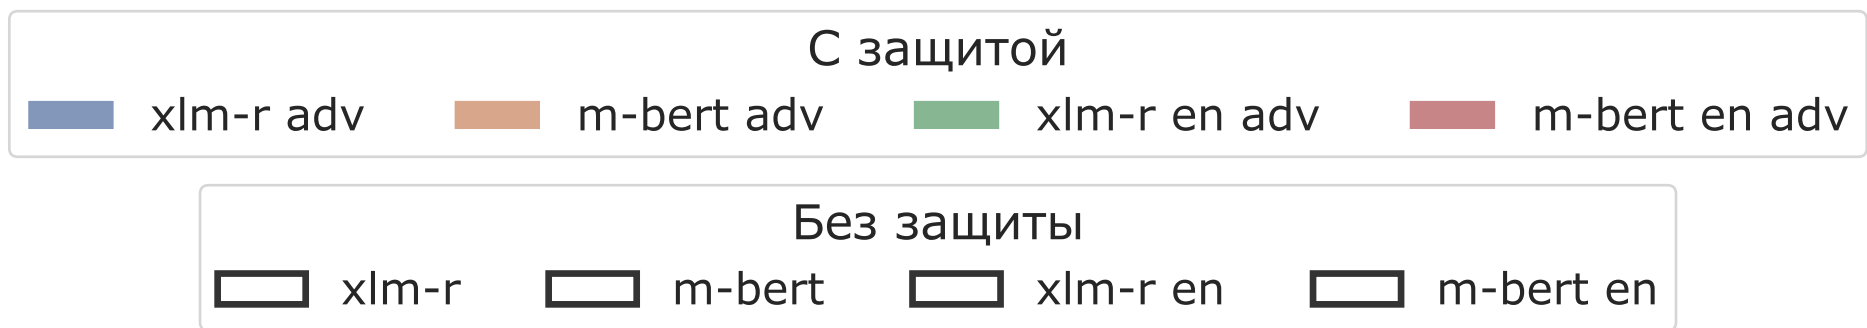 С защитой
xlm-r adv m-bert adv xlm-r en adv m-bert en adv
Без защиты
xlm-r m-bert xlm-r en m-bert en